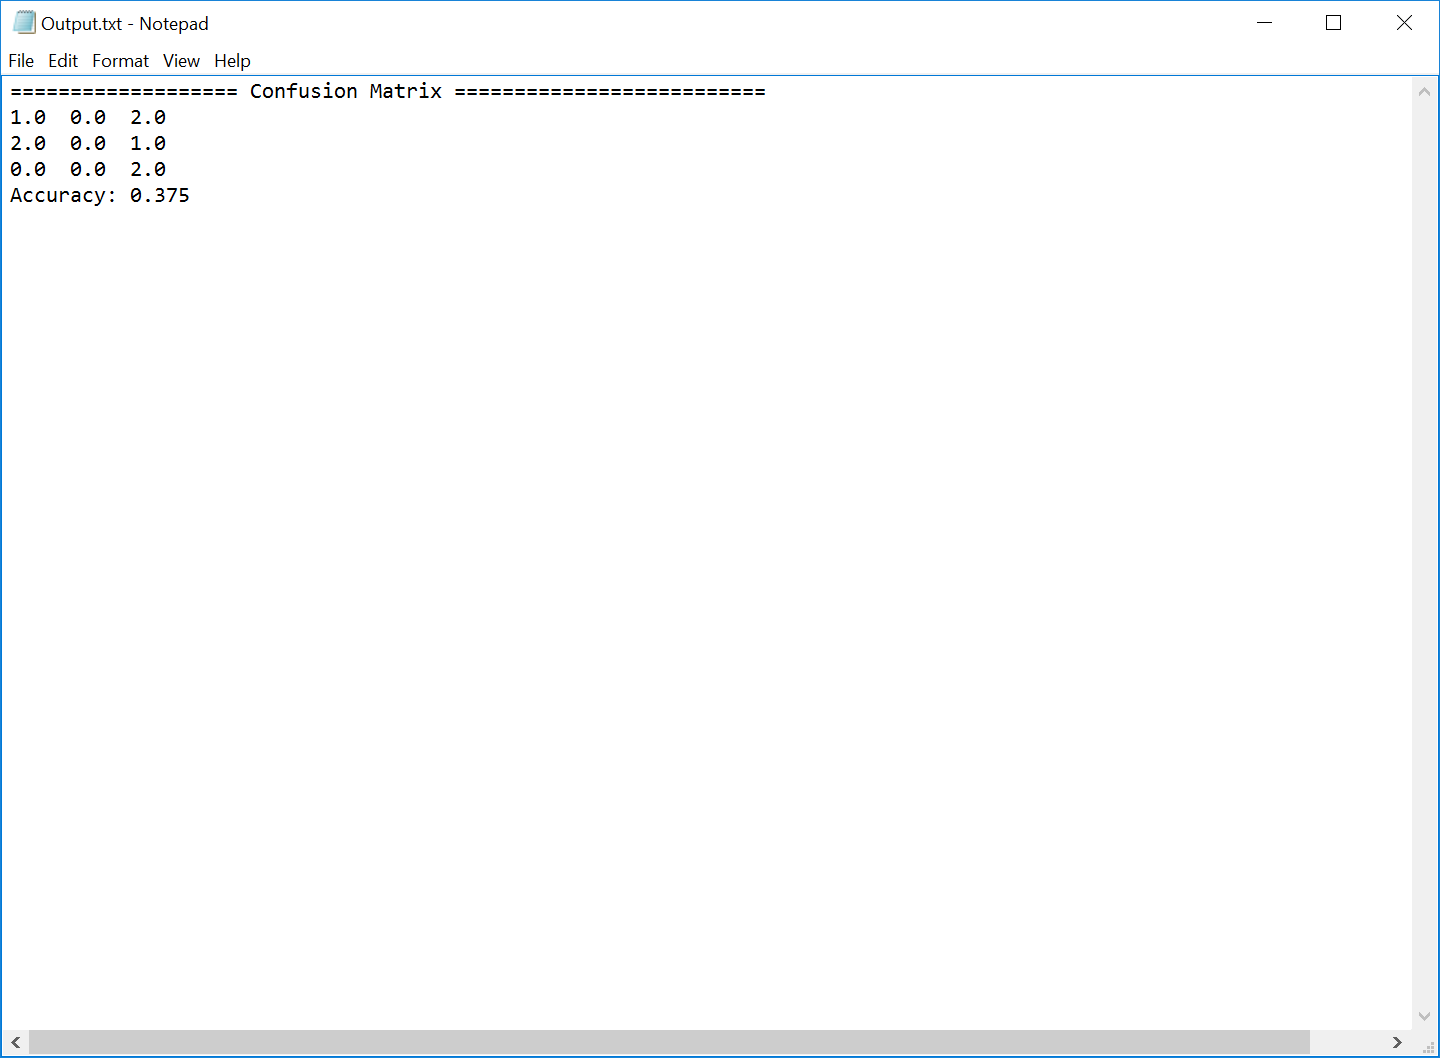 Output.txt - Notepad
File Edit Format View Help
=================== Confusion Matrix ==========================
1.0  0.0  2.0
2.0  0.0  1.0
0.0  0.0  2.0
Accuracy: 0.375